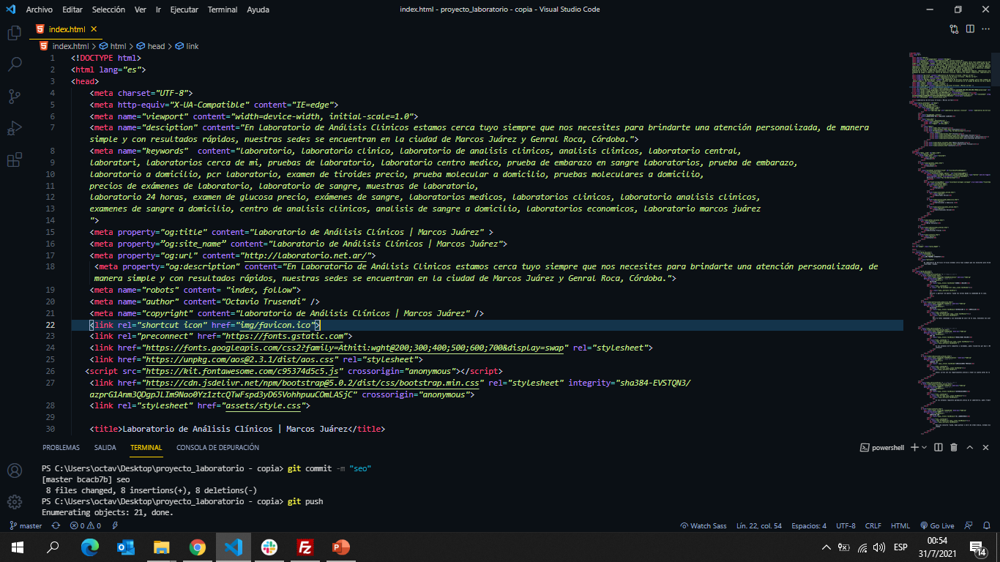 Archivo Editar Selección Ver Ir Ejecutar Terminal Ayuda
index.html - proyecto_laboratorio - copia - Visual Studio Code
index.html
index.html > html > head > link
1 <!DOCTYPE html>
2 <html lang="es">
3 <head>
4 <meta charset="UTF-8">
5 <meta http-equiv="X-UA-Compatible" content="IE=edge">
6 <meta name="viewport" content="width=device-width, initial-scale=1.0">
7 <meta name="desciption" content="En Laboratorio de Análisis Clinicos estamos cerca tuyo siempre que nos necesites para brindarte una atención personalizada, de manera
simple y con resultados rápidos, nuestras sedes se encuentran en la ciudad de Marcos Juárez y Genral Roca, Córdoba.">
8 <meta name="keywords"  content="laboratorio, laboratorio clinico, laboratorio de analisis clinicos, analisis clinicos, laboratorio central,
9 laboratori, laboratorios cerca de mi, pruebas de laboratorio, laboratorio centro medico, prueba de embarazo en sangre laboratorios, prueba de embarazo,
10 laboratorio a domicilio, pcr laboratorio, examen de tiroides precio, prueba molecular a domicilio, pruebas moleculares a domicilio,
11 precios de exámenes de laboratorio, laboratorio de sangre, muestras de laboratorio,
12 laboratorio 24 horas, examen de glucosa precio, exámenes de sangre, laboratorios medicos, laboratorios clinicos, laboratorio analisis clinicos,
13 examenes de sangre a domicilio, centro de analisis clinicos, analisis de sangre a domicilio, laboratorios economicos, laboratorio marcos juárez
14 ">
15 <meta property="og:title" content="Laboratorio de Análisis Clínicos | Marcos Juárez" >
16 <meta property=”og:site_name” content="Laboratorio de Análisis Clínicos | Marcos Juárez">
17 <meta property="og:url" content="http://laboratorio.net.ar/">
18 <meta property="og:description" content="En Laboratorio de Análisis Clinicos estamos cerca tuyo siempre que nos necesites para brindarte una atención personalizada, de
manera simple y con resultados rápidos, nuestras sedes se encuentran en la ciudad de Marcos Juárez y Genral Roca, Córdoba.">
19 <meta name="robots" content= "index, follow">
20 <meta name="author" content="Octavio Trusendi" />
21 <meta name="copyright" content="Laboratorio de Análisis Clínicos | Marcos Juárez" />
22 <link rel="shortcut icon" href="img/favicon.ico">
23 <link rel="preconnect" href="https://fonts.gstatic.com">
24 <link href="https://fonts.googleapis.com/css2?family=Athiti:wght@200;300;400;500;600;700&display=swap" rel="stylesheet">
25 <link href="https://unpkg.com/aos@2.3.1/dist/aos.css" rel="stylesheet">
26 <script src="https://kit.fontawesome.com/c95374d5c5.js" crossorigin="anonymous"></script>
27 <link href="https://cdn.jsdelivr.net/npm/bootstrap@5.0.2/dist/css/bootstrap.min.css" rel="stylesheet" integrity="sha384-EVSTQN3/
azprG1Anm3QDgpJLIm9Nao0Yz1ztcQTwFspd3yD65VohhpuuCOmLASjC" crossorigin="anonymous">
28 <link rel="stylesheet" href="assets/style.css">
29
30 <title>Laboratorio de Análisis Clínicos | Marcos Juárez</title>
PROBLEMAS SALIDA TERMINAL CONSOLA DE DEPURACIÓN
powershell
PS C:\Users\octav\Desktop\proyecto_laboratorio - copia> git commit -m "seo"
[master bcacb7b] seo
8 files changed, 8 insertions(+), 8 deletions(-)
PS C:\Users\octav\Desktop\proyecto_laboratorio - copia> git push
Enumerating objects: 21, done.
master 0 0 Watch Sass Lín. 22, col. 54 Espacios: 4 UTF-8 CRLF HTML Go Live
ESP
00:54
31/7/2021
14